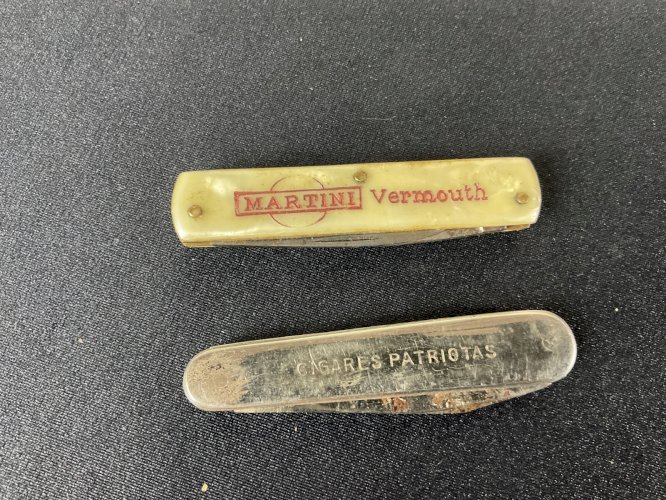 MARTINI Vermouth
CIGARES PATRIOTAS